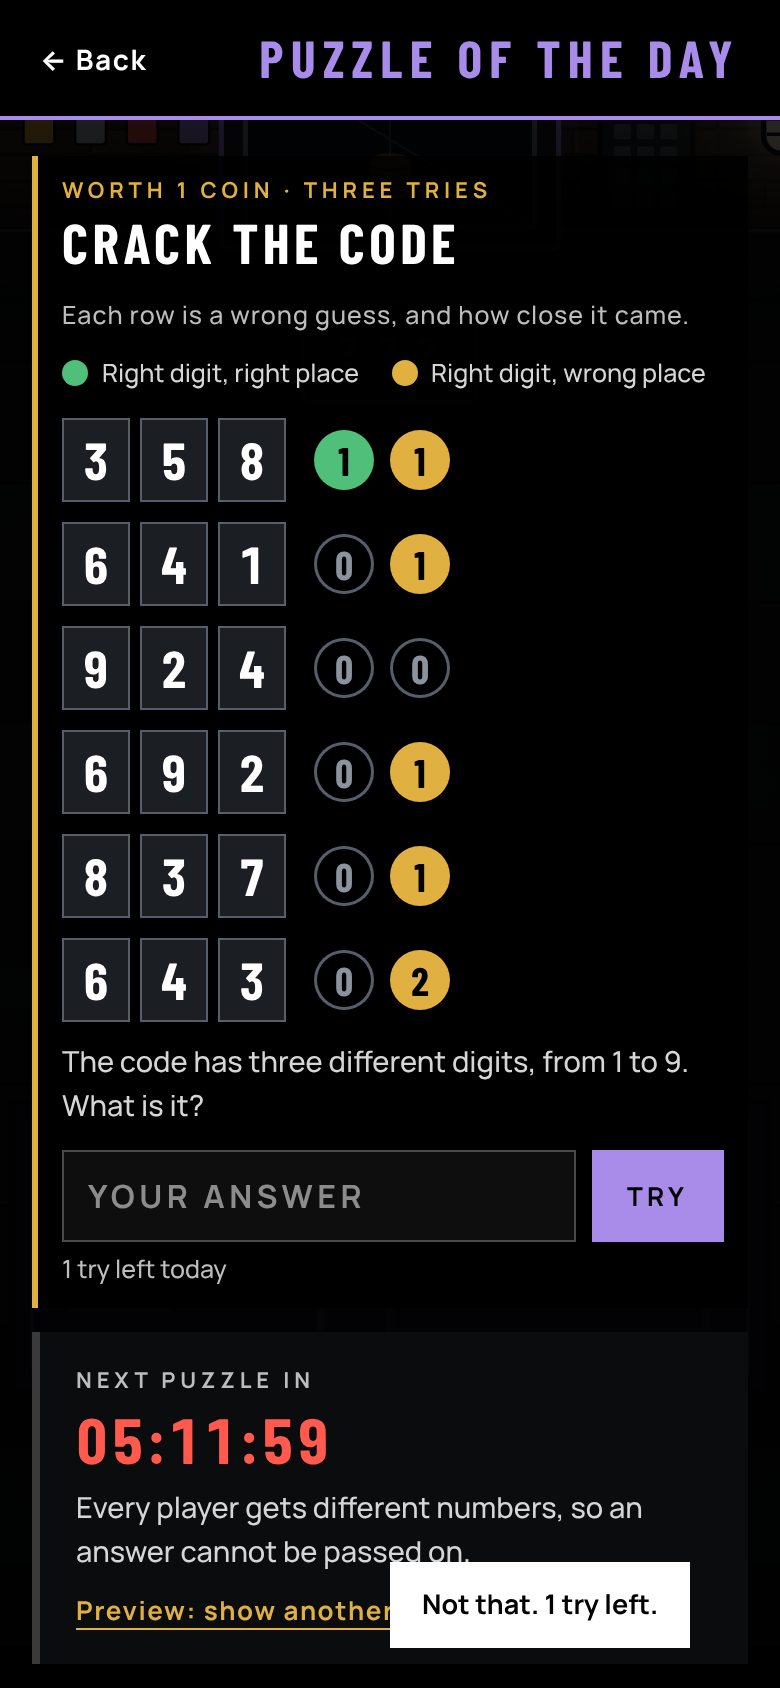 ← Back
PUZZLE OF THE DAY
WORTH 1 COIN · THREE TRIES
CRACK THE CODE
Each row is a wrong guess, and how close it came.
Right digit, right place Right digit, wrong place
3 5 8 1 1
6 4 1 0 1
9 2 4 0 0
6 9 2 0 1
8 3 7 0 1
6 4 3 0 2
The code has three different digits, from 1 to 9.
What is it?
YOUR ANSWER
TRY
1 try left today
NEXT PUZZLE IN
05:11:59
Every player gets different numbers, so an
answer cannot be passed on.
Preview: show another
Not that. 1 try left.